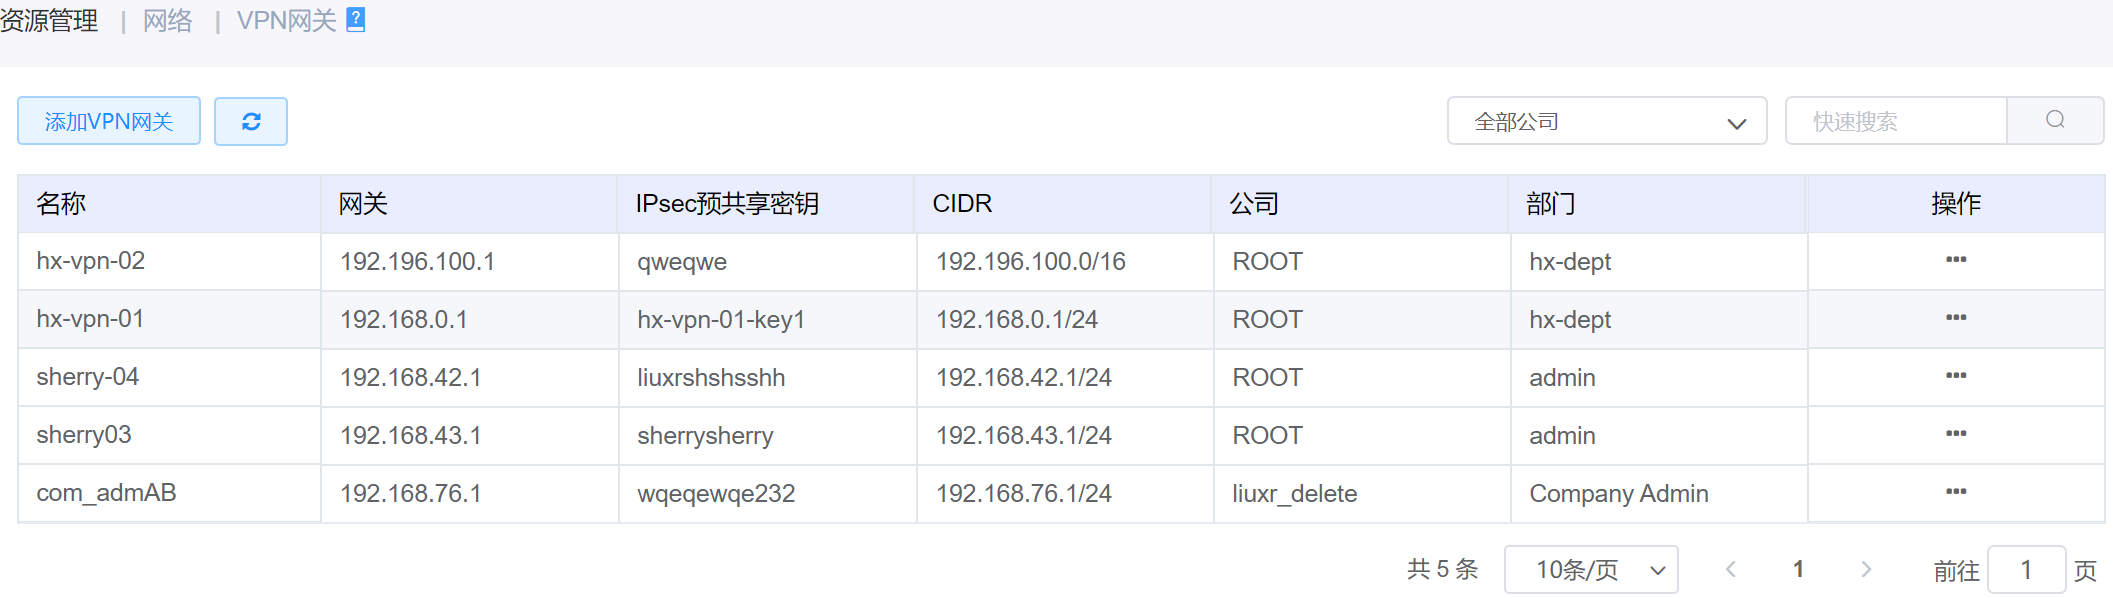 资源管理 | 网络 | VPN网关
添加VPN网关 全部公司 快速搜索
名称 网关 IPsec预共享密钥 CIDR 公司 部门 操作
hx-vpn-02 192.196.100.1 qweqwe 192.196.100.0/16 ROOT hx-dept
hx-vpn-01 192.168.0.1 hx-vpn-01-key1 192.168.0.1/24 ROOT hx-dept
sherry-04 192.168.42.1 liuxrshshsshh 192.168.42.1/24 ROOT admin
sherry03 192.168.43.1 sherrysherry 192.168.43.1/24 ROOT admin
com_admAB 192.168.76.1 wqeqewqe232 192.168.76.1/24 liuxr_delete Company Admin
共 5 条 10条/页 1 前往 1 页